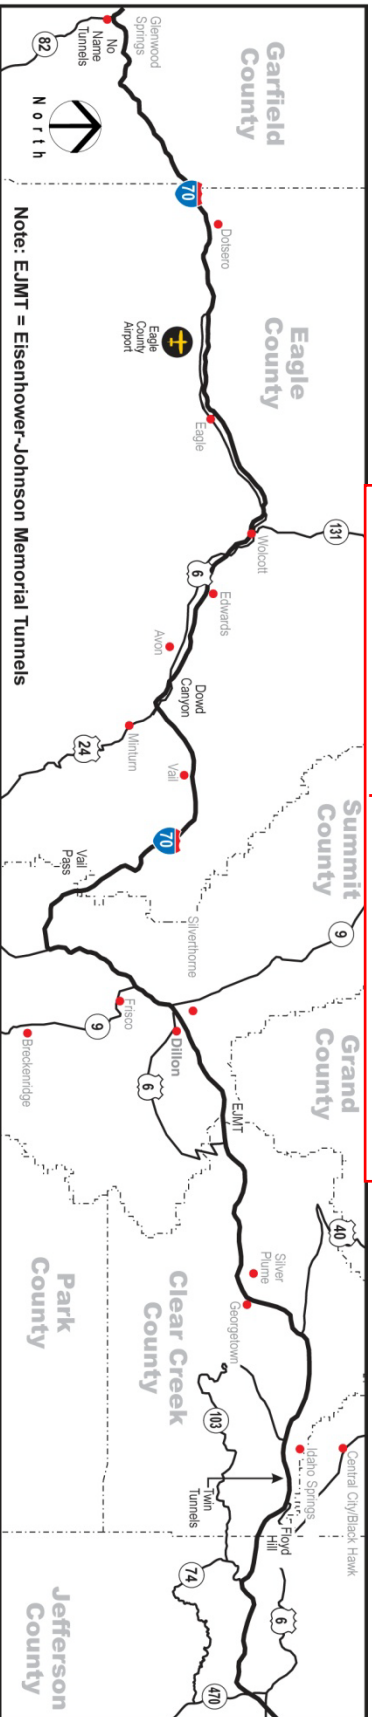 Glenwood
Springs
No
Name
Tunnels
82
North
Garfield
County
70
Dotsero
Eagle
County
Airport
Eagle
County
Eagle
131
Wolcott
6
Edwards
Avon
Dowd
Canyon
Minturn
24
Vail
70
Vail
Pass
Summit
County
9
Silverthorne
Frisco
9
Breckenridge
Dillon
6
EJMT
Grand
County
40
Silver
Plume
Georgetown
Park
County
Clear Creek
County
103
Central City/Black Hawk
Idaho Springs
Twin
Tunnels
Floyd
Hill
74
6
470
Jefferson
County
Note: EJMT = Eisenhower-Johnson Memorial Tunnels